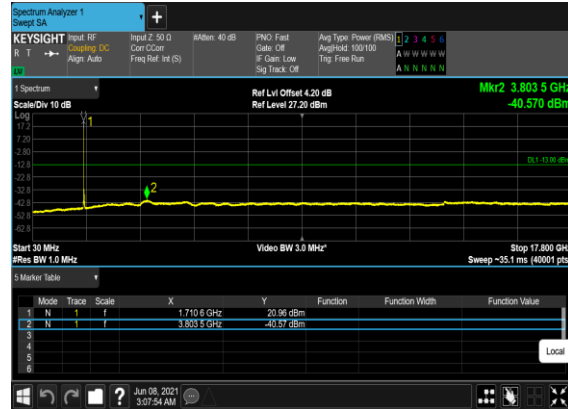 Spectrum Analyzer 1
Swept SA
+
KEYSIGHT Input: RF Input Z: 50 Ω #Atten: 40 dB PNO: Fast Avg Type: Power (RMS) 1 2 3 4 5 6
R T Coupling: DC Corr CCorr Gate: Off Avg|Hold: 100/100 A W W W W W
Align: Auto Freq Ref: Int (S) IF Gain: Low Trig: Free Run
Sig Track: Off A N N N N N
1 Spectrum Ref Lvl Offset 4.20 dB Mkr2 3.803 5 GHz
Scale/Div 10 dB Ref Level 27.20 dBm -40.570 dBm
Log
17.2
7.20
-2.80
-12.8
-22.8
-32.8
-42.8
-52.8
-62.8
1
DL1 -13.00 dBm
2
Start 30 MHz Video BW 3.0 MHz* Stop 17.800 GHz
#Res BW 1.0 MHz Sweep ~35.1 ms (40001 pts)
5 Marker Table
Mode Trace Scale X Y Function Function Width Function Value
1 N 1 f 1.710 6 GHz 20.96 dBm
2 N 1 f 3.803 5 GHz -40.57 dBm
3
4
5
6
Local
? Jun 08, 2021
3:07:54 AM